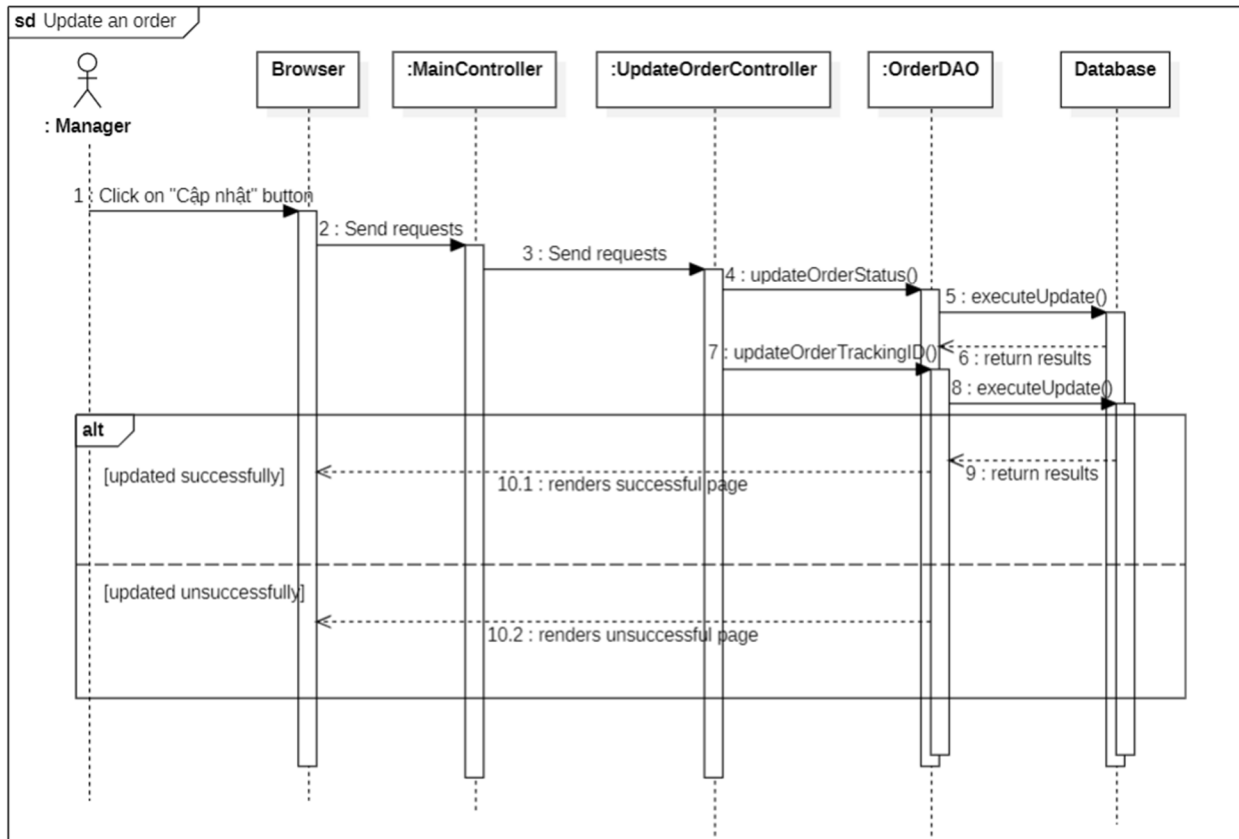 sd Update an order
: Manager
Browser
:MainController
:UpdateOrderController
:OrderDAO
Database
1 : Click on "Cập nhật" button
2 : Send requests
3 : Send requests
4 : updateOrderStatus()
5 : executeUpdate()
6 : return results
7 : updateOrderTrackingID()
8 : executeUpdate()
alt
[updated successfully]
9 : return results
10.1 : renders successful page
[updated unsuccessfully]
10.2 : renders unsuccessful page